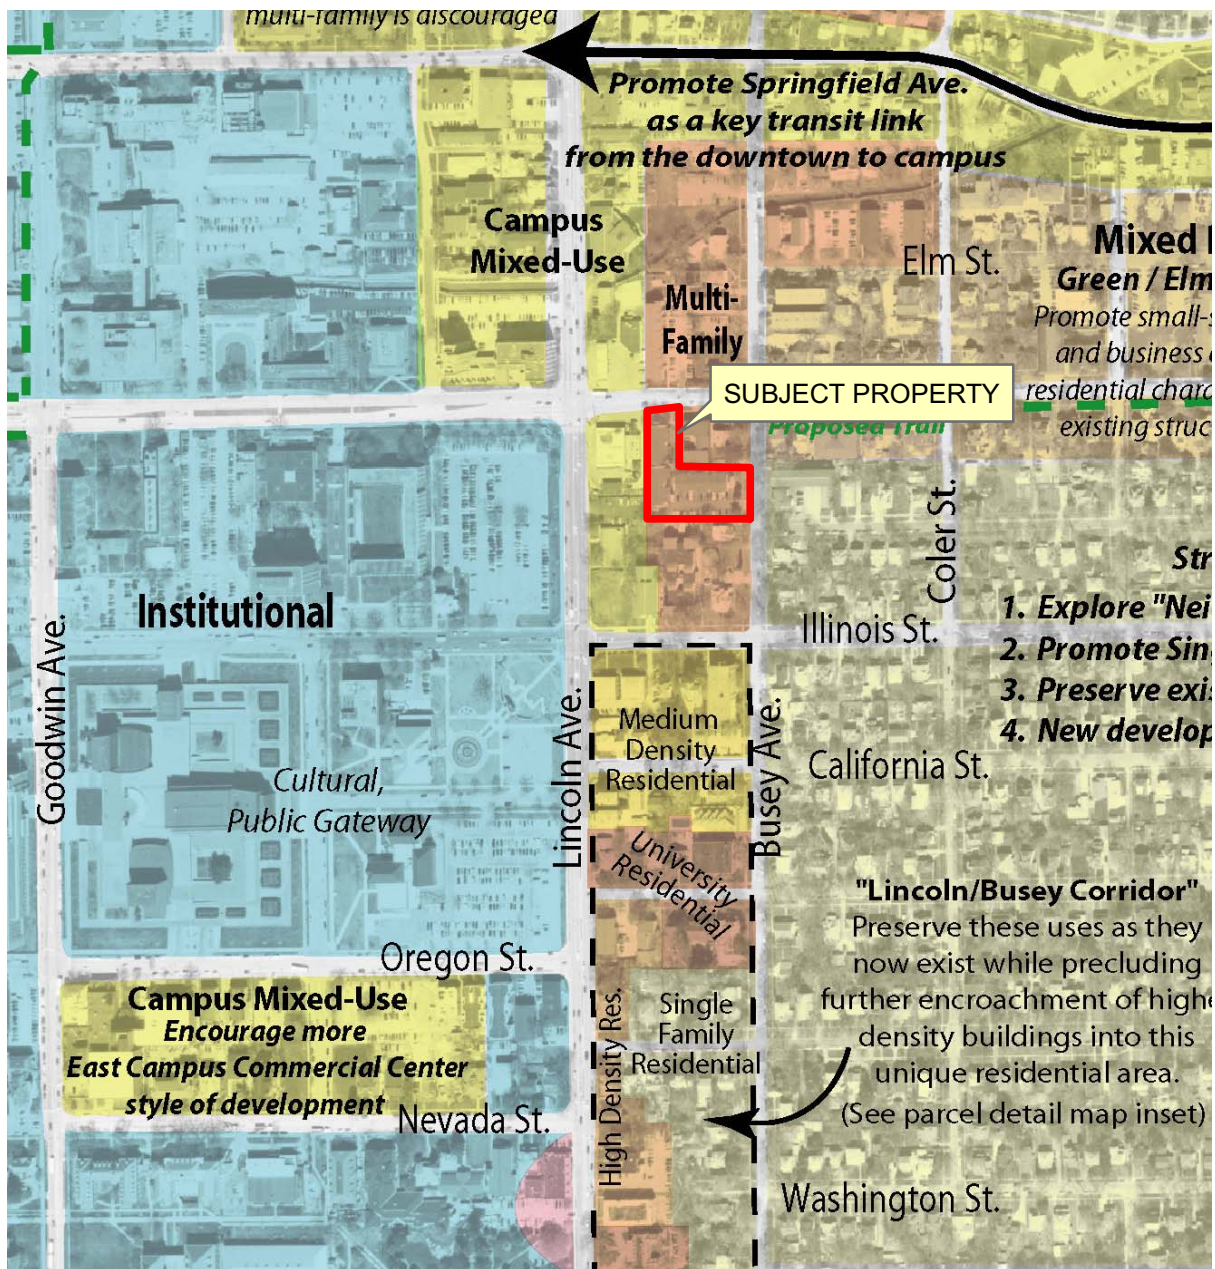 multi-family is discouraged
Promote Springfield Ave.
as a key transit link
from the downtown to campus
Campus
Mixed-Use
Elm St.
Mixed
Green / Elm
Multi-
Family
Promote small-s
and business
residential chara
existing struc
SUBJECT PROPERTY
Proposed Trail
Coler St.
Str
Institutional
Illinois St.
1. Explore "Nei
2. Promote Sin
3. Preserve exis
4. New develop
Goodwin Ave.
Lincoln Ave.
Busey Ave.
Medium
Density
Residential
California St.
Cultural,
Public Gateway
University
Residential
"Lincoln/Busey Corridor"
Preserve these uses as they
now exist while precluding
further encroachment of highe
density buildings into this
unique residential area.
(See parcel detail map inset)
Oregon St.
Campus Mixed-Use
Encourage more
East Campus Commercial Center
style of development
High Density Res.
Single
Family
Residential
Nevada St.
Washington St.